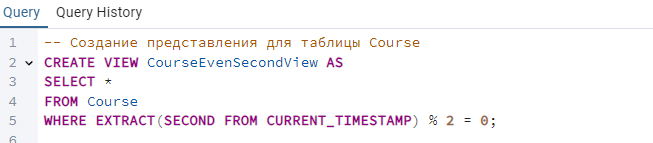 Query Query History
1 -- Создание представления для таблицы Course
2 CREATE VIEW CourseEvenSecondView AS
3 SELECT *
4 FROM Course
5 WHERE EXTRACT(SECOND FROM CURRENT_TIMESTAMP) % 2 = 0;
6